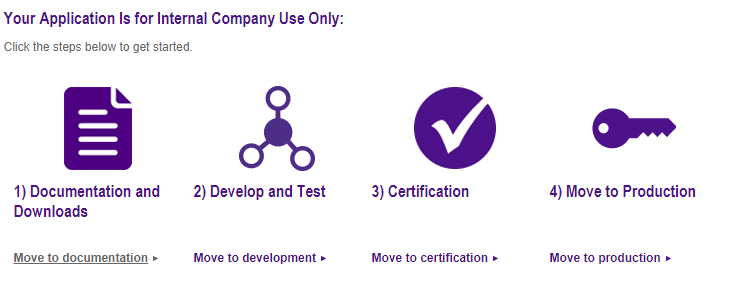 Your Application Is for Internal Company Use Only:
Click the steps below to get started.
1) Documentation and
Downloads
2) Develop and Test
3) Certification
4) Move to Production
Move to documentation ▸
Move to development ▸
Move to certification ▸
Move to production ▸